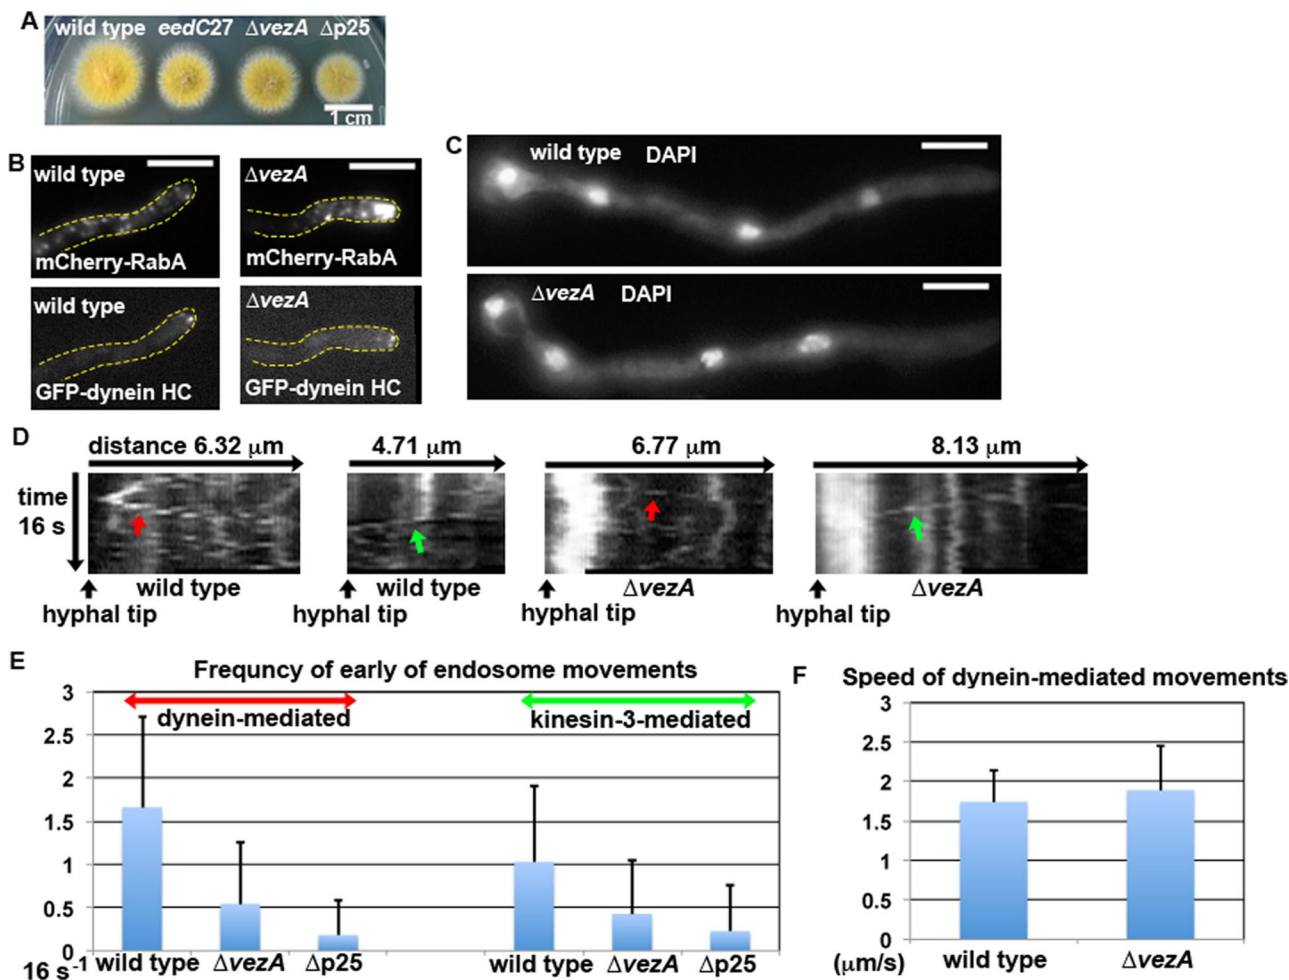 A
wild type eedC27 ΔvezA Δp25
1 cm
B
wild type
mCherry-RabA
ΔvezA
mCherry-RabA
wild type
GFP-dynein HC
ΔvezA
GFP-dynein HC
C
wild type DAPI
ΔvezA DAPI
D
distance 6.32 μm
4.71 μm
6.77 μm
8.13 μm
time
16 s
wild type
wild type
ΔvezA
ΔvezA
hyphal tip
hyphal tip
hyphal tip
hyphal tip
E
Frequncy of early of endosome movements
dynein-mediated
kinesin-3-mediated
3
2.5
2
1.5
1
0.5
0
16 s-1
wild type ΔvezA Δp25
wild type ΔvezA Δp25
F
Speed of dynein-mediated movements
3
2.5
2
1.5
1
0.5
0
(μm/s)
wild type
ΔvezA